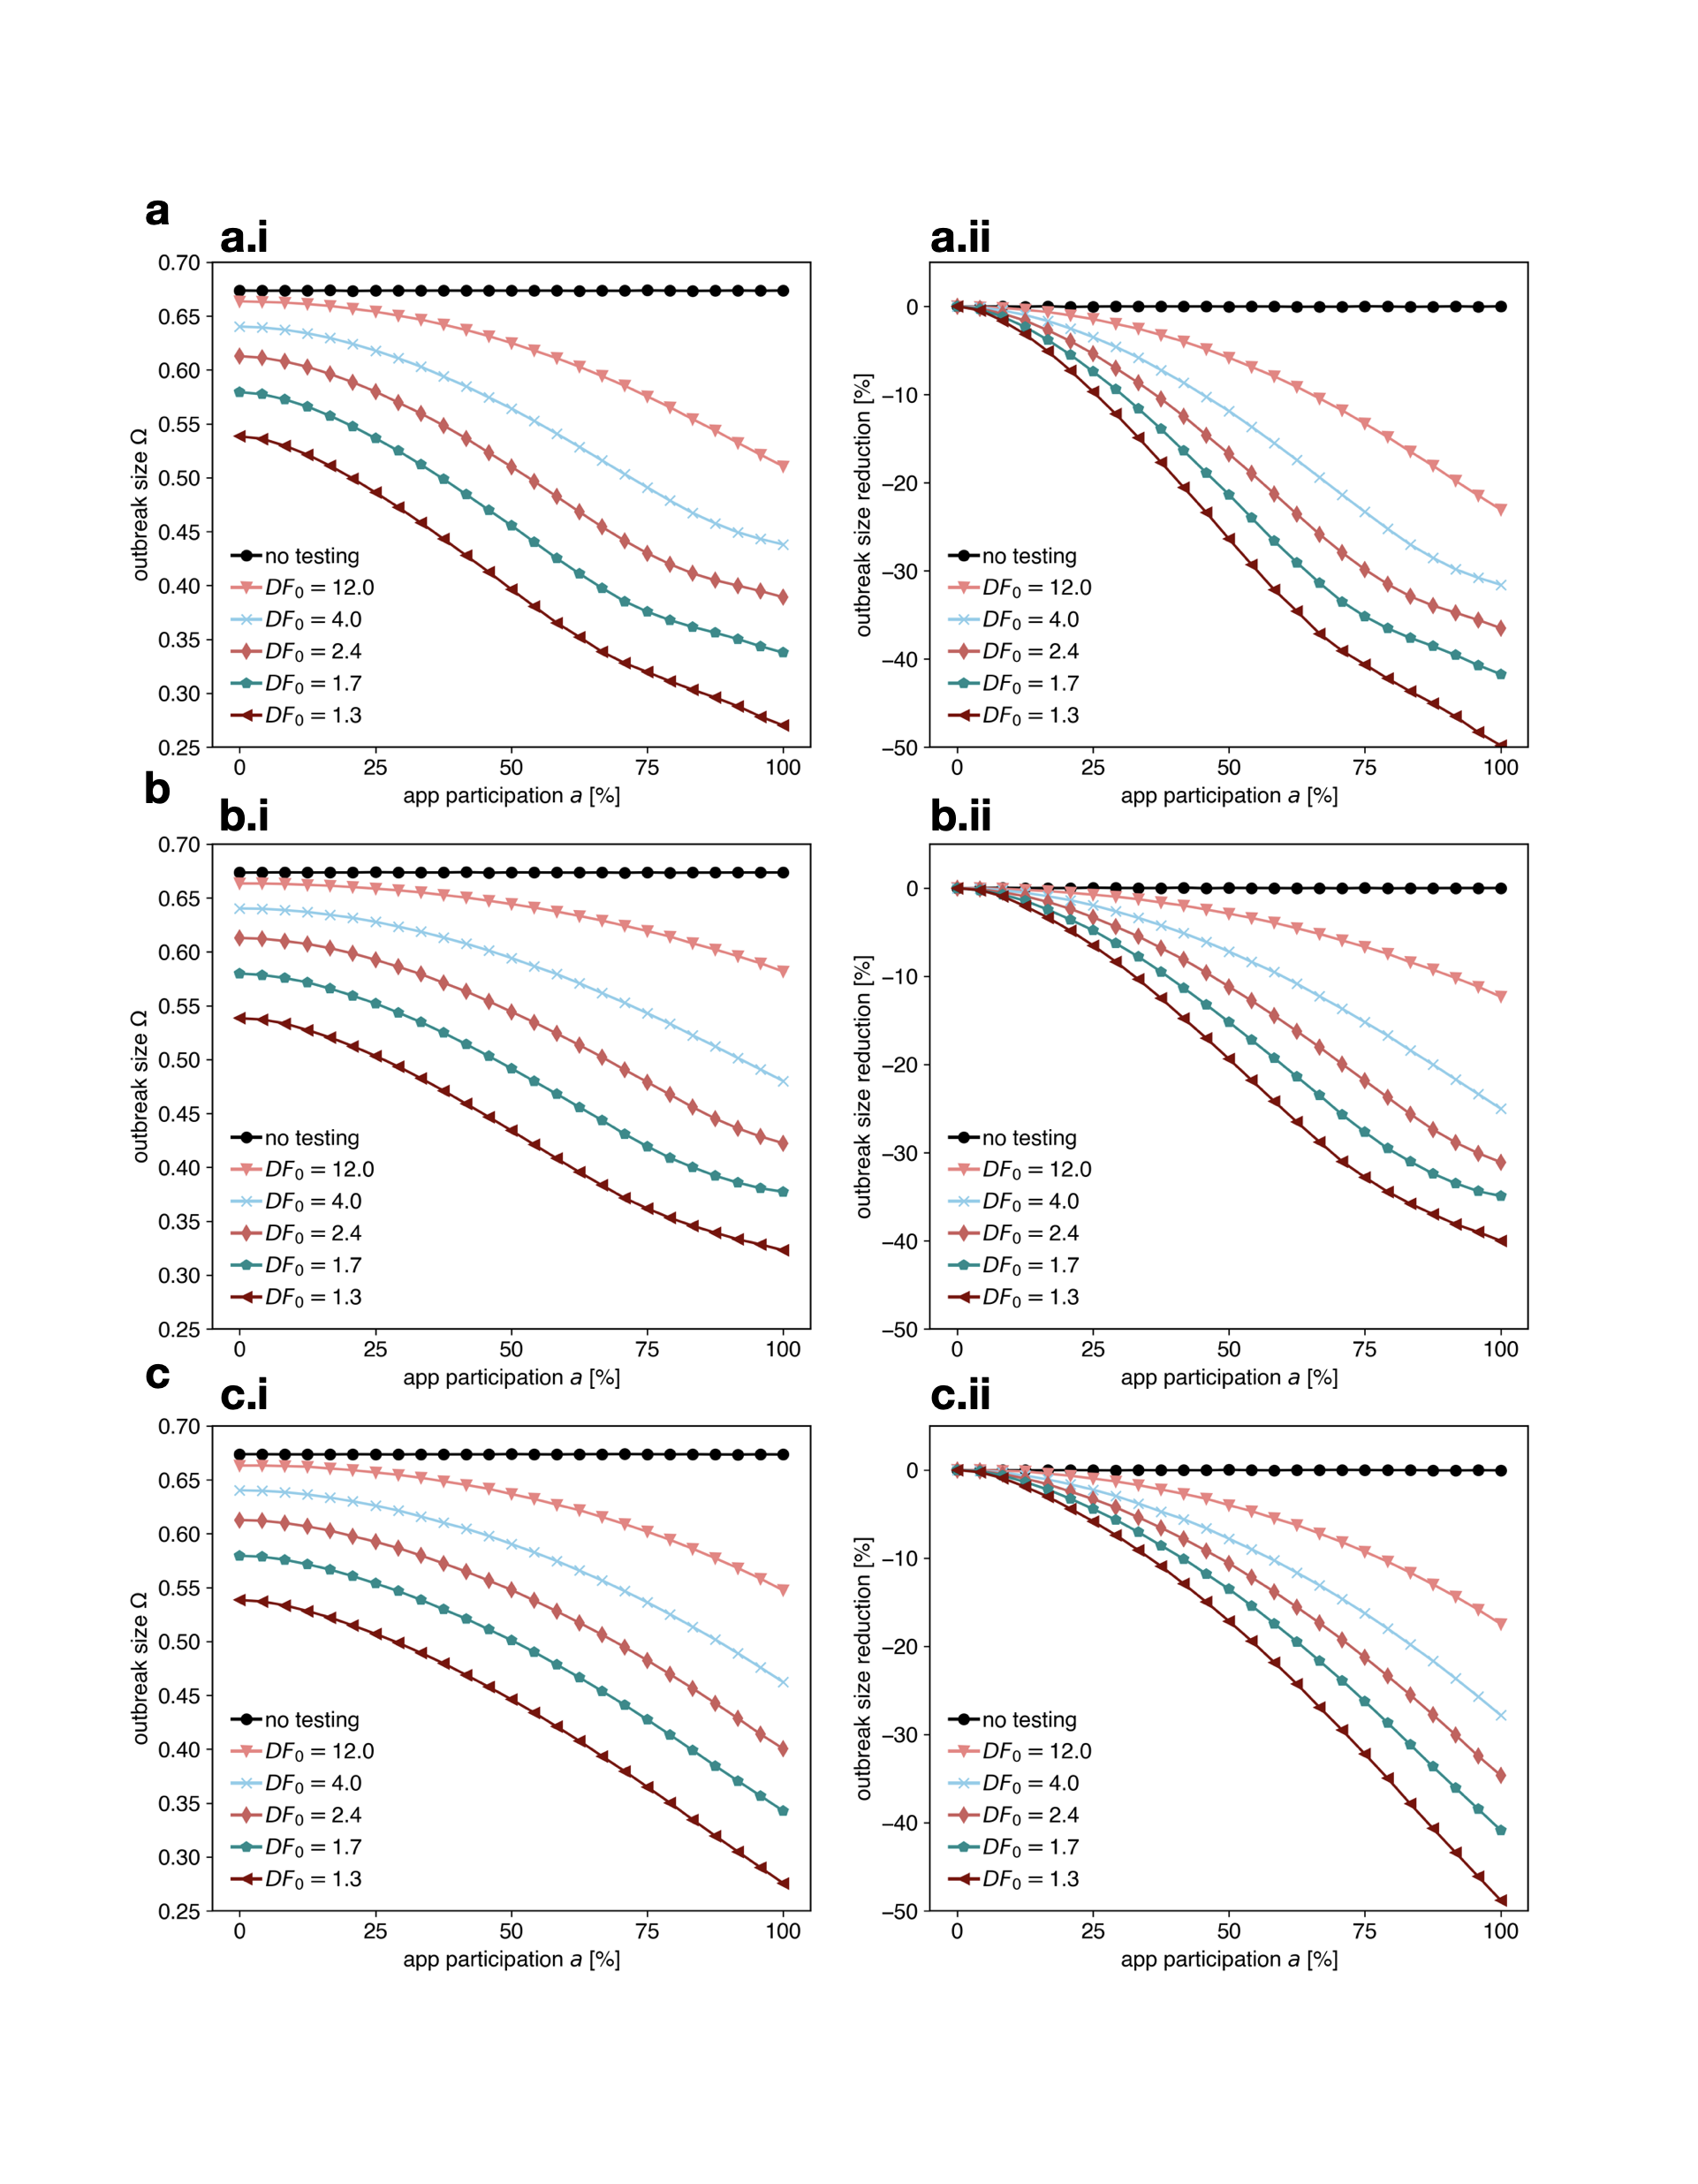 a
a.i
0.70
0.65
0.60
0.55
0.50
0.45
0.40
0.35
0.30
0.25
outbreak size Ω
no testing
DF₀ = 12.0
DF₀ = 4.0
DF₀ = 2.4
DF₀ = 1.7
DF₀ = 1.3
0 25 50 75 100
app participation a [%]
a.ii
0
−10
−20
−30
−40
−50
outbreak size reduction [%]
no testing
DF₀ = 12.0
DF₀ = 4.0
DF₀ = 2.4
DF₀ = 1.7
DF₀ = 1.3
0 25 50 75 100
app participation a [%]
b
b.i
0.70
0.65
0.60
0.55
0.50
0.45
0.40
0.35
0.30
0.25
outbreak size Ω
no testing
DF₀ = 12.0
DF₀ = 4.0
DF₀ = 2.4
DF₀ = 1.7
DF₀ = 1.3
0 25 50 75 100
app participation a [%]
b.ii
0
−10
−20
−30
−40
−50
outbreak size reduction [%]
no testing
DF₀ = 12.0
DF₀ = 4.0
DF₀ = 2.4
DF₀ = 1.7
DF₀ = 1.3
0 25 50 75 100
app participation a [%]
c
c.i
0.70
0.65
0.60
0.55
0.50
0.45
0.40
0.35
0.30
0.25
outbreak size Ω
no testing
DF₀ = 12.0
DF₀ = 4.0
DF₀ = 2.4
DF₀ = 1.7
DF₀ = 1.3
0 25 50 75 100
app participation a [%]
c.ii
0
−10
−20
−30
−40
−50
outbreak size reduction [%]
no testing
DF₀ = 12.0
DF₀ = 4.0
DF₀ = 2.4
DF₀ = 1.7
DF₀ = 1.3
0 25 50 75 100
app participation a [%]